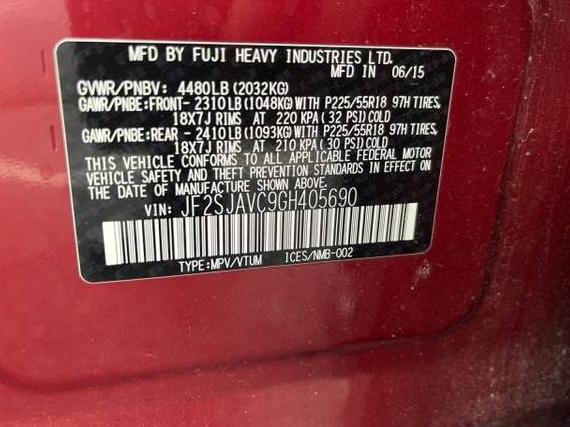 MFD BY FUJI HEAVY INDUSTRIES LTD.
MFD IN 06/15
GVWR/PNBV: 4480LB (2032KG)
GAWR/PNBE:FRONT- 2310LB (1048KG) WITH P225/55R18 97H TIRES,
18X7J RIMS AT 220 KPA (32 PSI) COLD
GAWR/PNBE:REAR - 2410LB (1093KG) WITH P225/55R18 97H TIRES,
18X7J RIMS AT 210 KPA (30 PSI) COLD
THIS VEHICLE CONFORMS TO ALL APPLICABLE FEDERAL MOTOR
VEHICLE SAFETY AND THEFT PREVENTION STANDARDS IN EFFECT ON
THE DATE OF MANUFACTURE SHOWN ABOVE.
VIN: JF2SJAVC9GH405690
TYPE:MPV/VTUM ICES/NMB-002